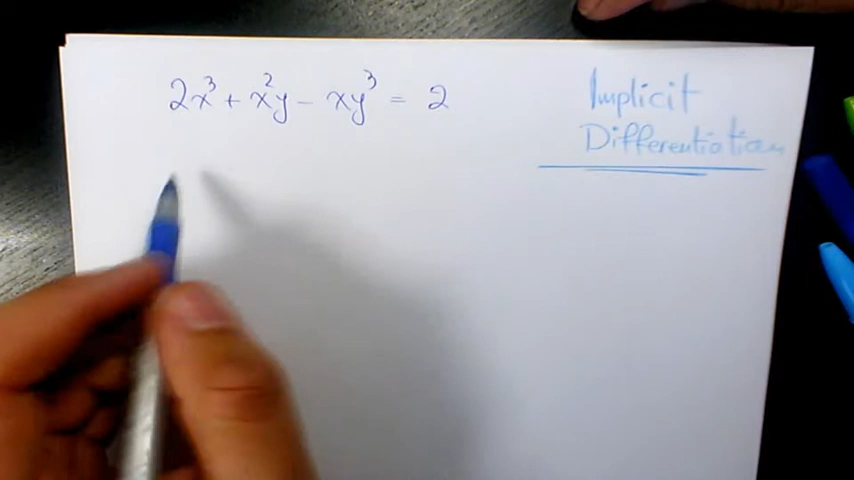 2x³ + x²y - xy³ = 2
Implicit
Differentiation